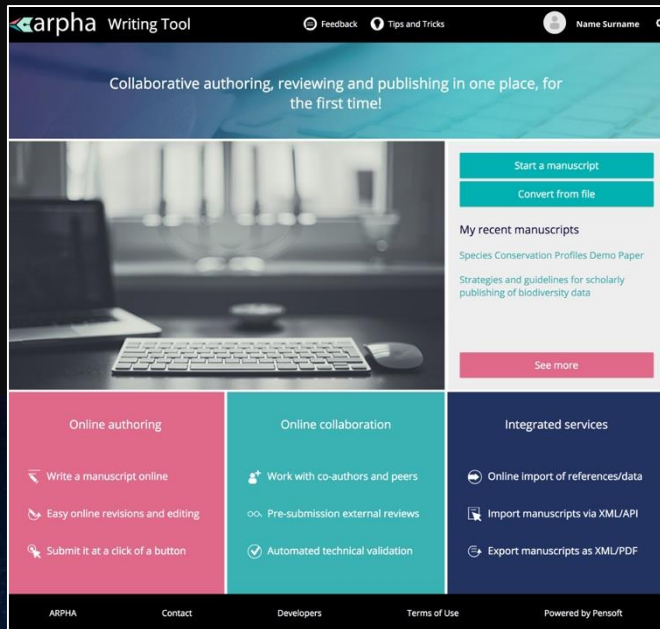 arpha Writing Tool
Feedback
Tips and Tricks
Name Surname
Collaborative authoring, reviewing and publishing in one place, for
the first time!
Start a manuscript
Convert from file
My recent manuscripts
Species Conservation Profiles Demo Paper
Strategies and guidelines for scholarly
publishing of biodiversity data
See more
Online authoring
Write a manuscript online
Easy online revisions and editing
Submit it at a click of a button
Online collaboration
Work with co-authors and peers
Pre-submission external reviews
Automated technical validation
Integrated services
Online import of references/data
Import manuscripts via XML/API
Export manuscripts as XML/PDF
ARPHA
Contact
Developers
Terms of Use
Powered by Pensoft